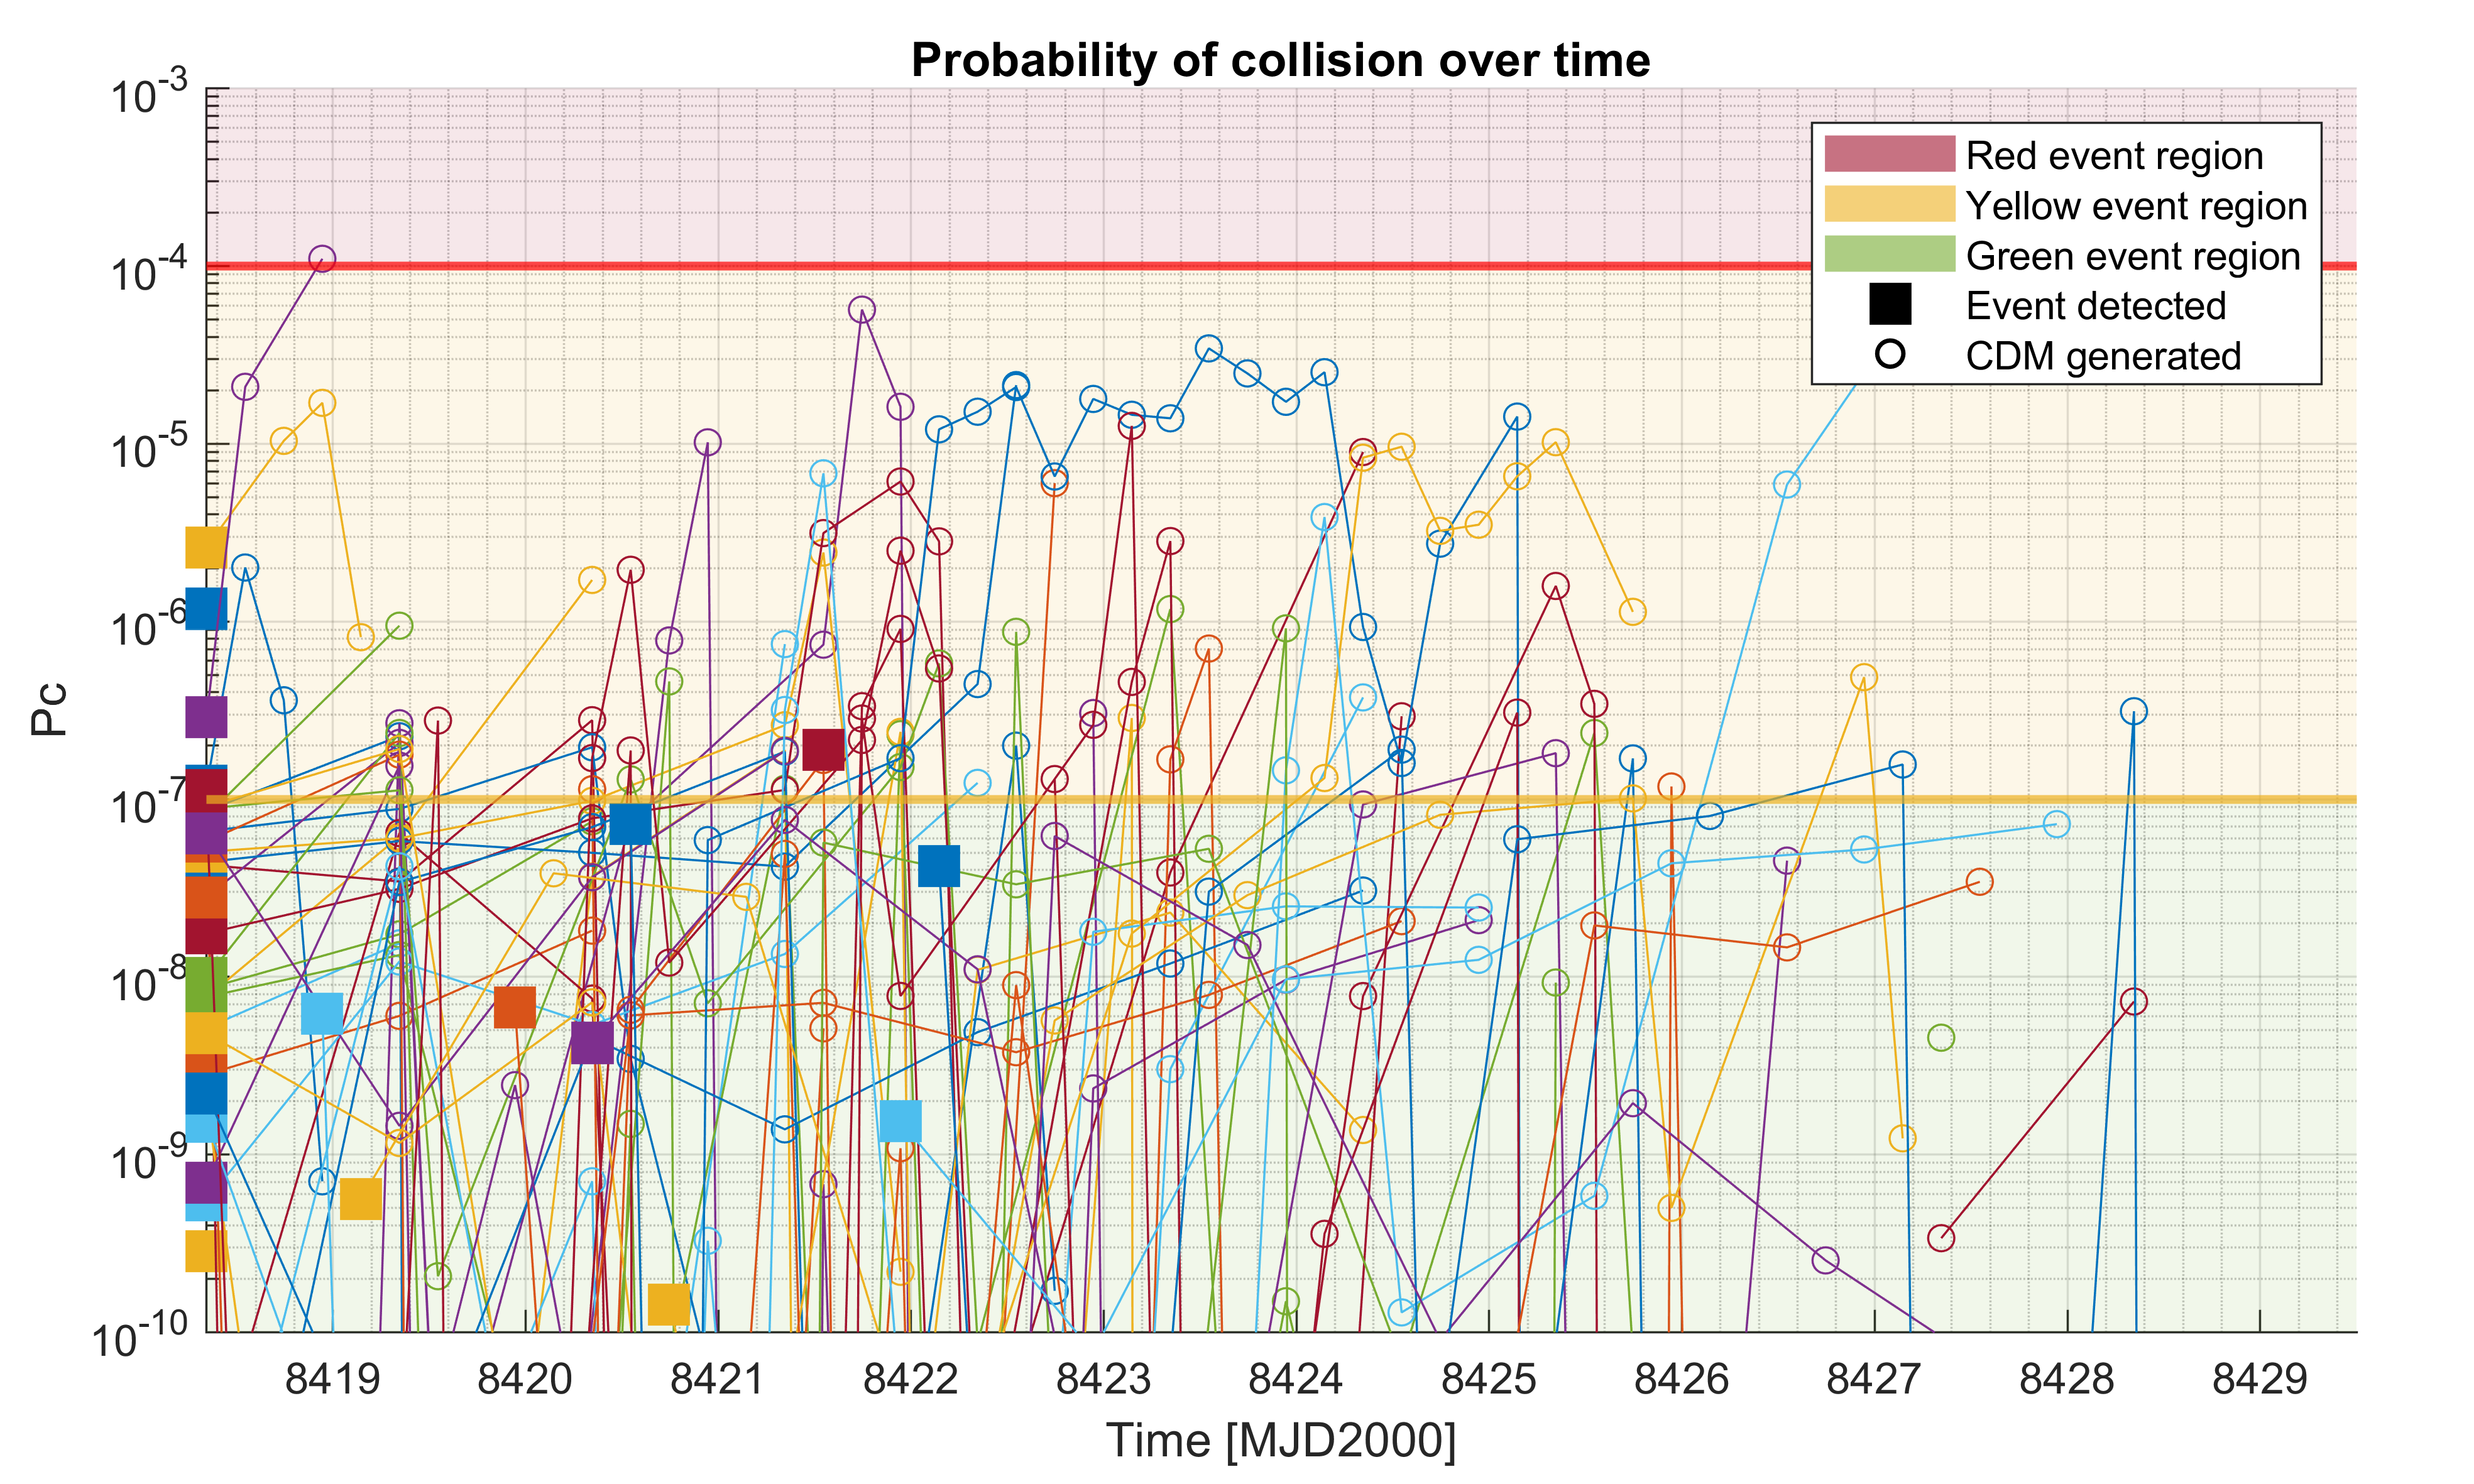 Probability of collision over time
10-3
10-4
10-5
10-6
10-7
10-8
10-9
10-10
Pc
Red event region
Yellow event region
Green event region
Event detected
CDM generated
8419 8420 8421 8422 8423 8424 8425 8426 8427 8428 8429
Time [MJD2000]